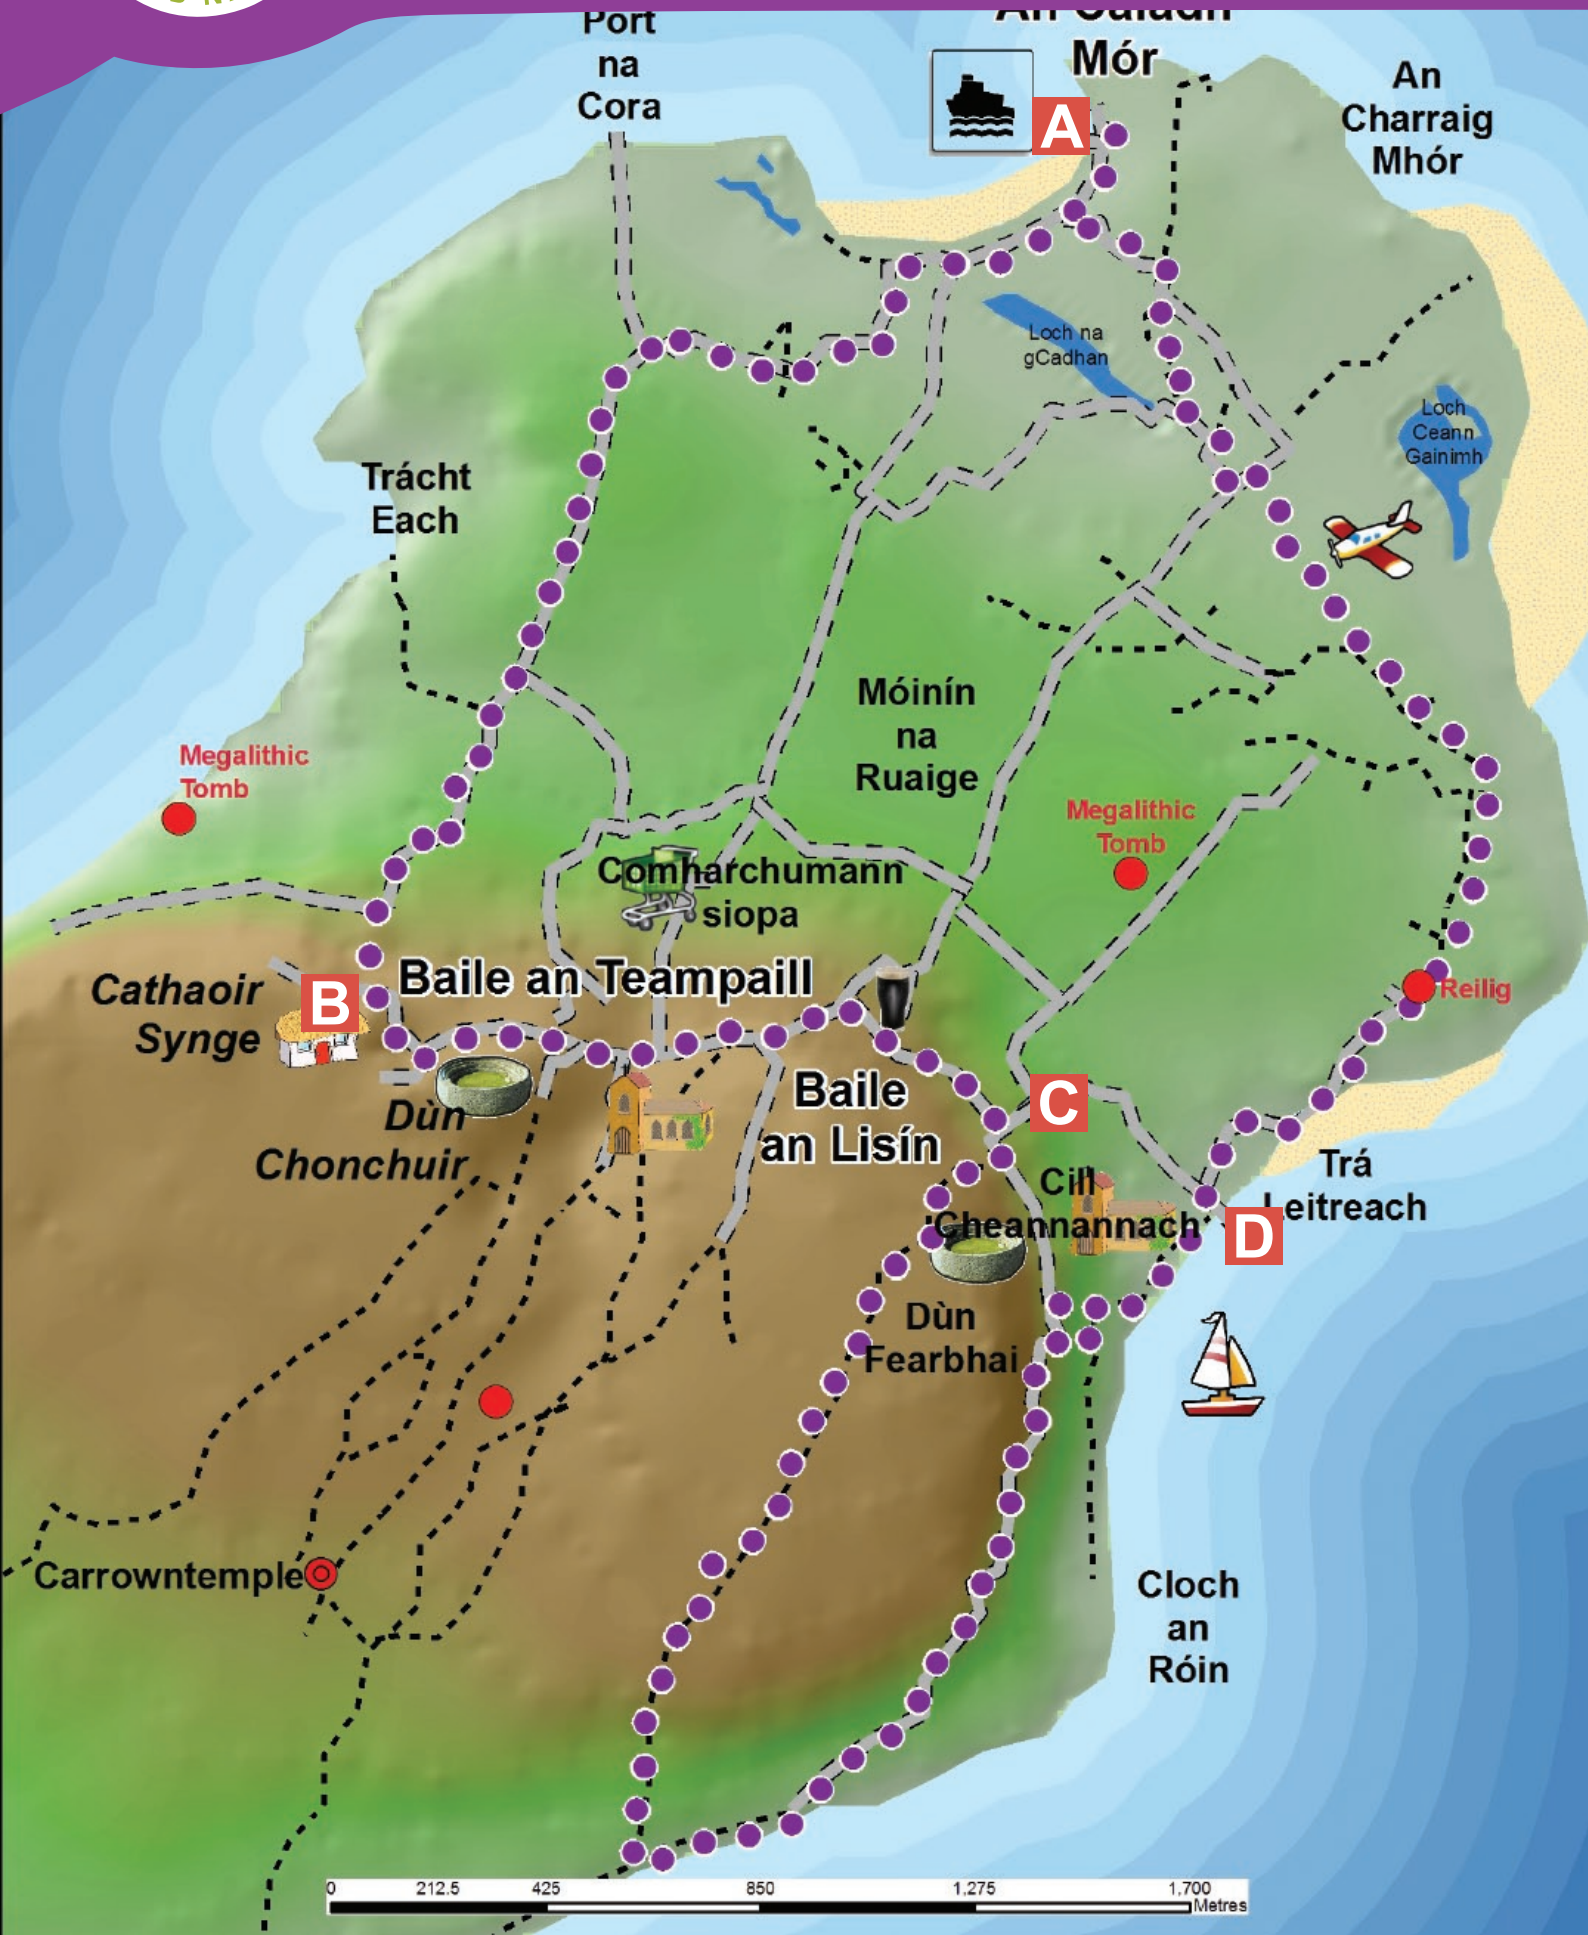 Port
na
Cora
An Caladh
Mór
A
An
Charraig
Mhór
Loch na
gCadhan
Loch
Ceann
Gainimh
Trácht
Each
Megalithic
Tomb
Móinín
na
Ruaige
Megalithic
Tomb
Comharchumann
siopa
Cathaoir
Synge
B
Baile an Teampaill
Reilig
Dùn
Chonchuir
Baile
an Lisín
C
Cill
Cheannannach
Trá
Leitreach
D
Dùn
Fearbhai
Carrowntemple
Cloch
an
Róin
0 212.5 425 850 1,275 1,700
Metres